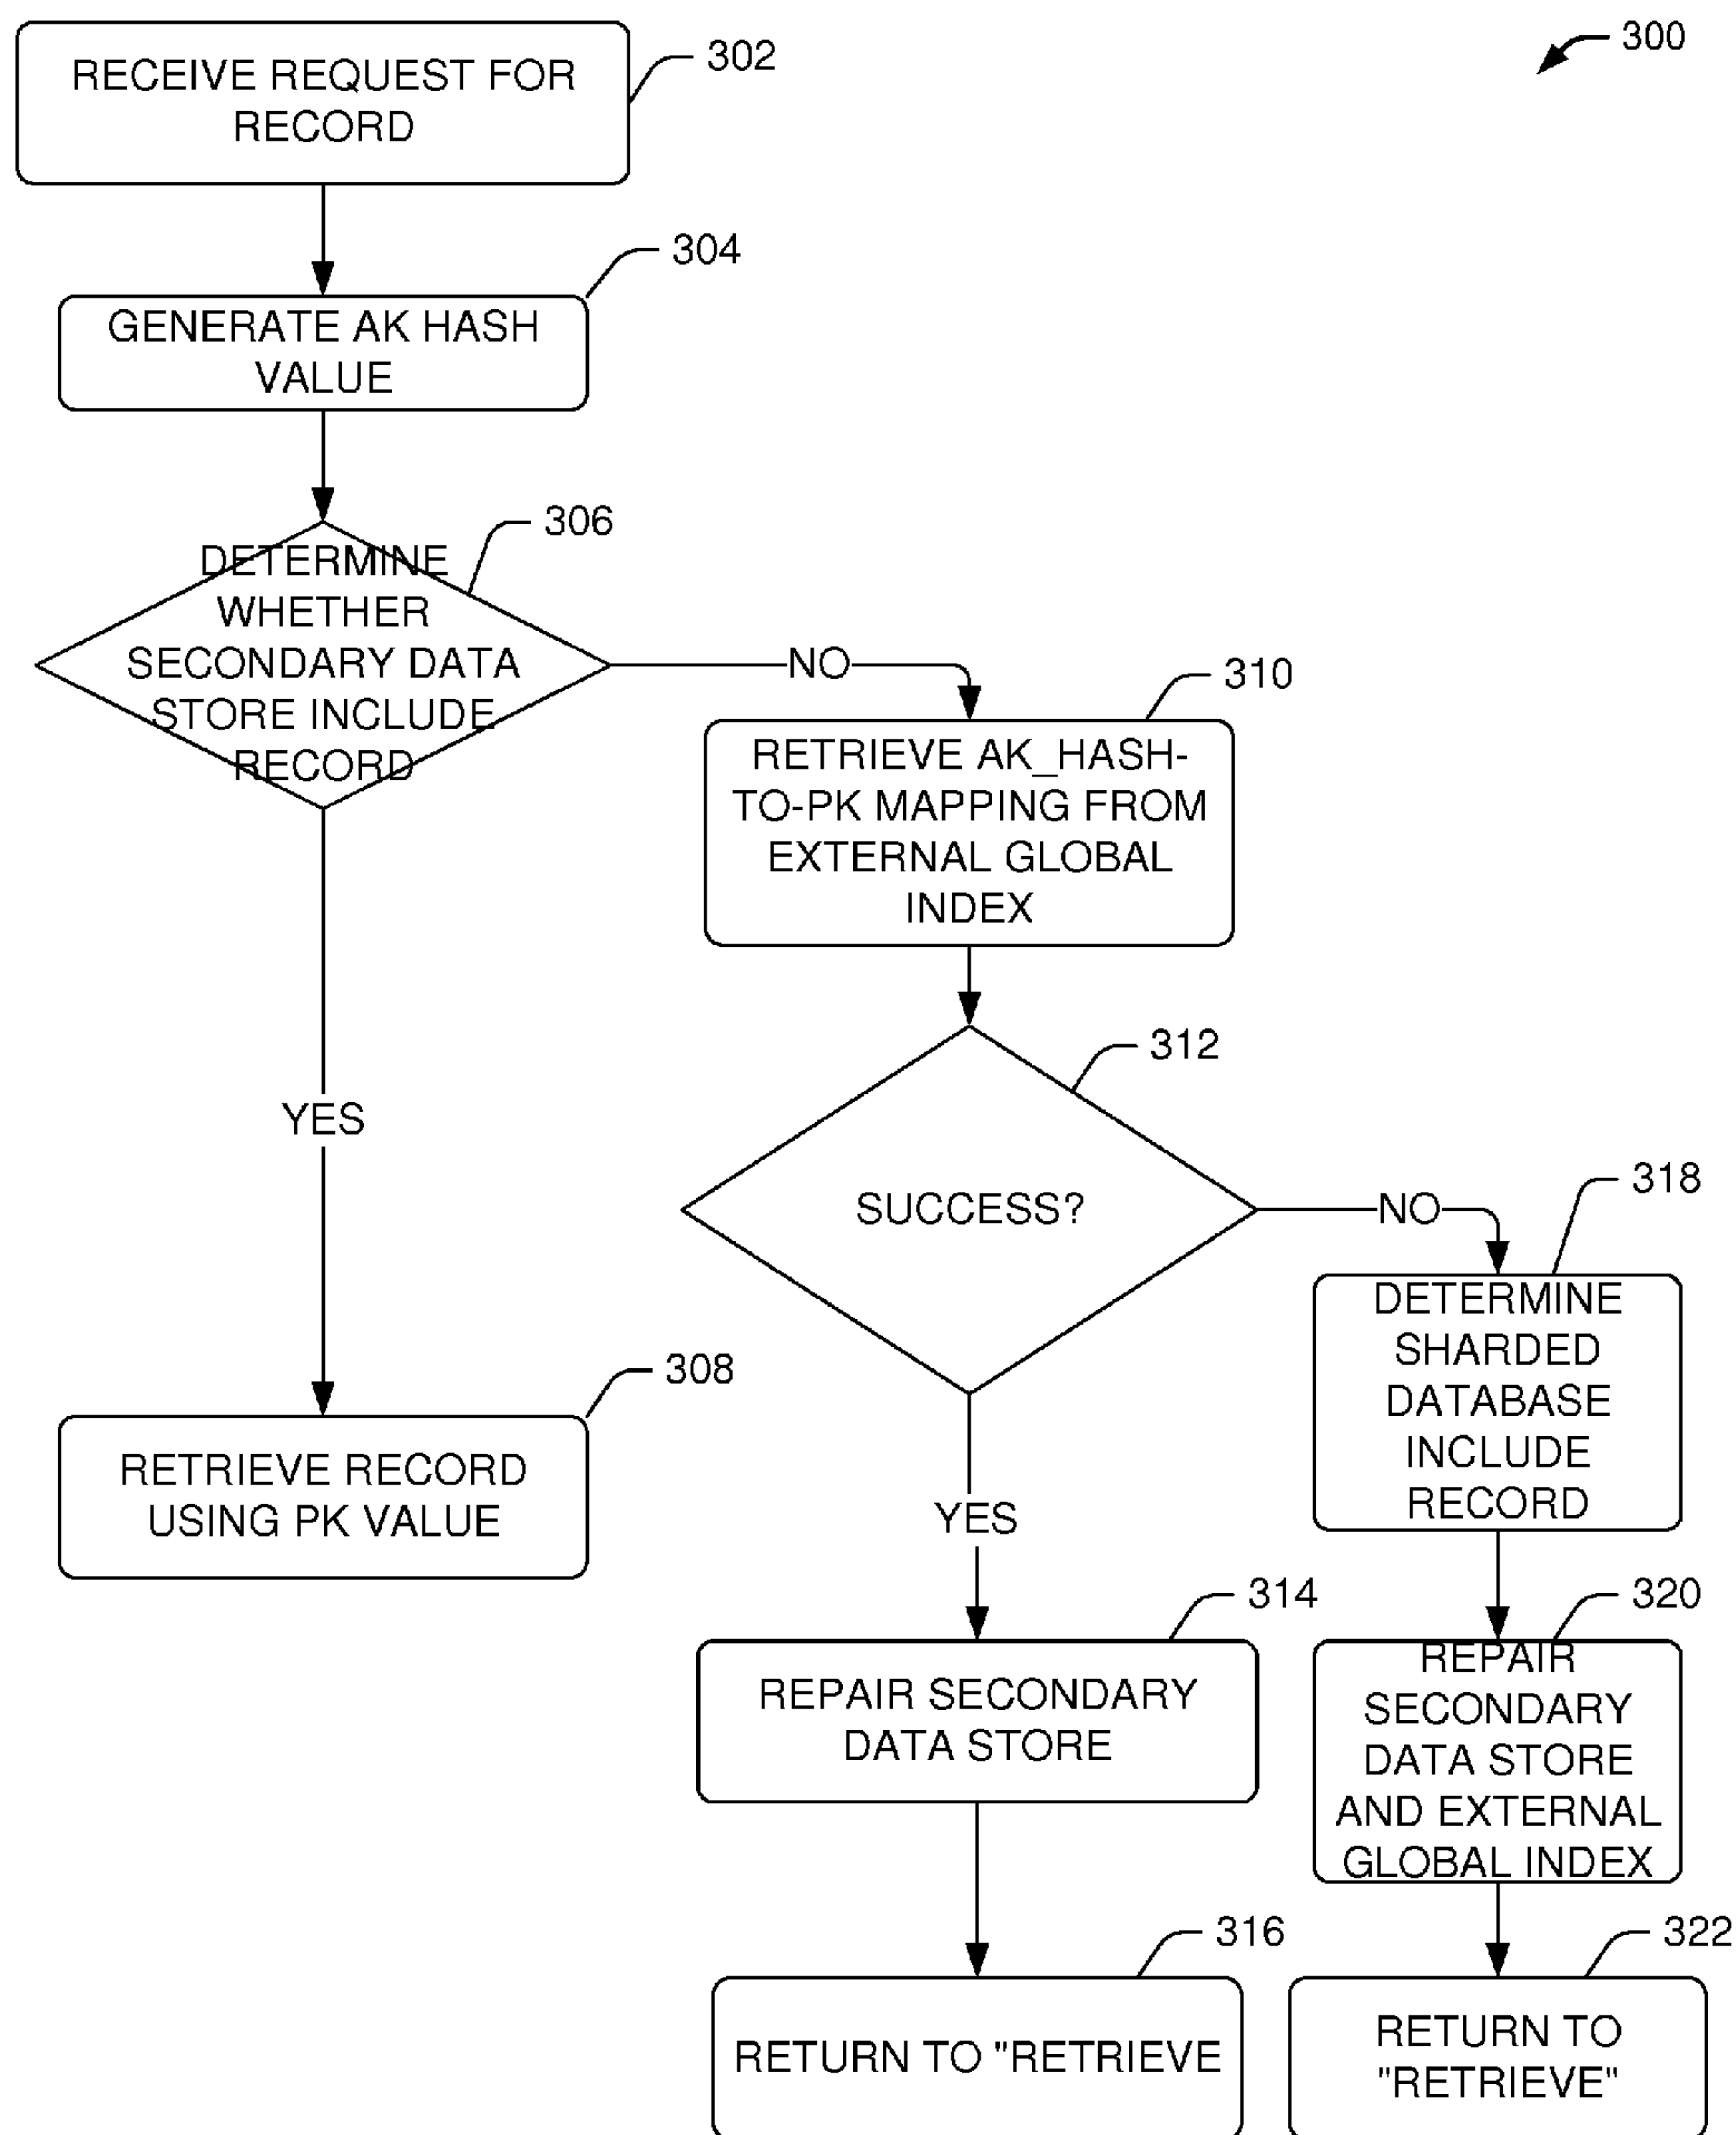 300
RECEIVE REQUEST FOR
RECORD
302
304
GENERATE AK HASH
VALUE
306
DETERMINE
WHETHER
SECONDARY DATA
STORE INCLUDE
RECORD
NO
310
RETRIEVE AK_HASH-
TO-PK MAPPING FROM
EXTERNAL GLOBAL
INDEX
YES
308
RETRIEVE RECORD
USING PK VALUE
312
SUCCESS?
NO
318
DETERMINE
SHARDED
DATABASE
INCLUDE
RECORD
YES
314
REPAIR SECONDARY
DATA STORE
320
REPAIR
SECONDARY
DATA STORE
AND EXTERNAL
GLOBAL INDEX
316
RETURN TO "RETRIEVE
322
RETURN TO
"RETRIEVE"